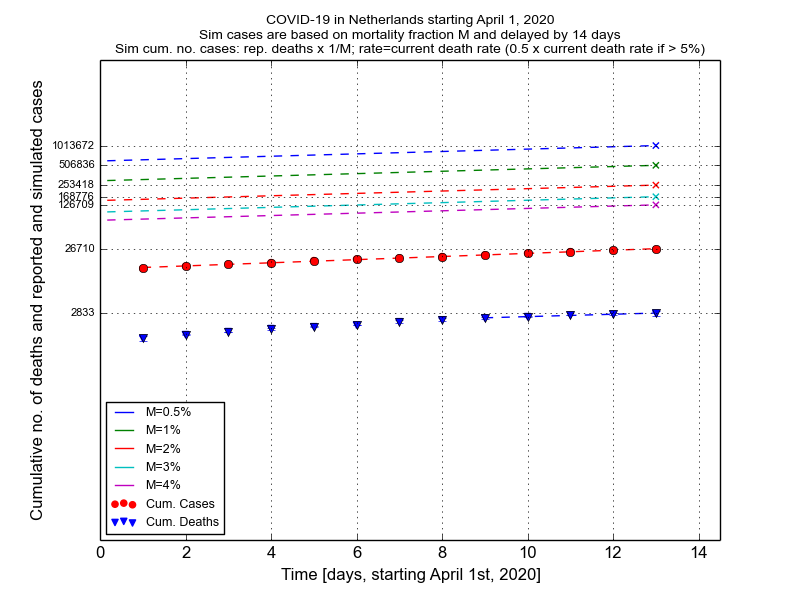 COVID-19 in Netherlands starting April 1, 2020
Sim cases are based on mortality fraction M and delayed by 14 days
Sim cum. no. cases: rep. deaths x 1/M; rate=current death rate (0.5 x current death rate if > 5%)
Cumulative no. of deaths and reported and simulated cases
1013672
506836
253418
168776
126709
26710
2833
M=0.5%
M=1%
M=2%
M=3%
M=4%
Cum. Cases
Cum. Deaths
0 2 4 6 8 10 12 14
Time [days, starting April 1st, 2020]